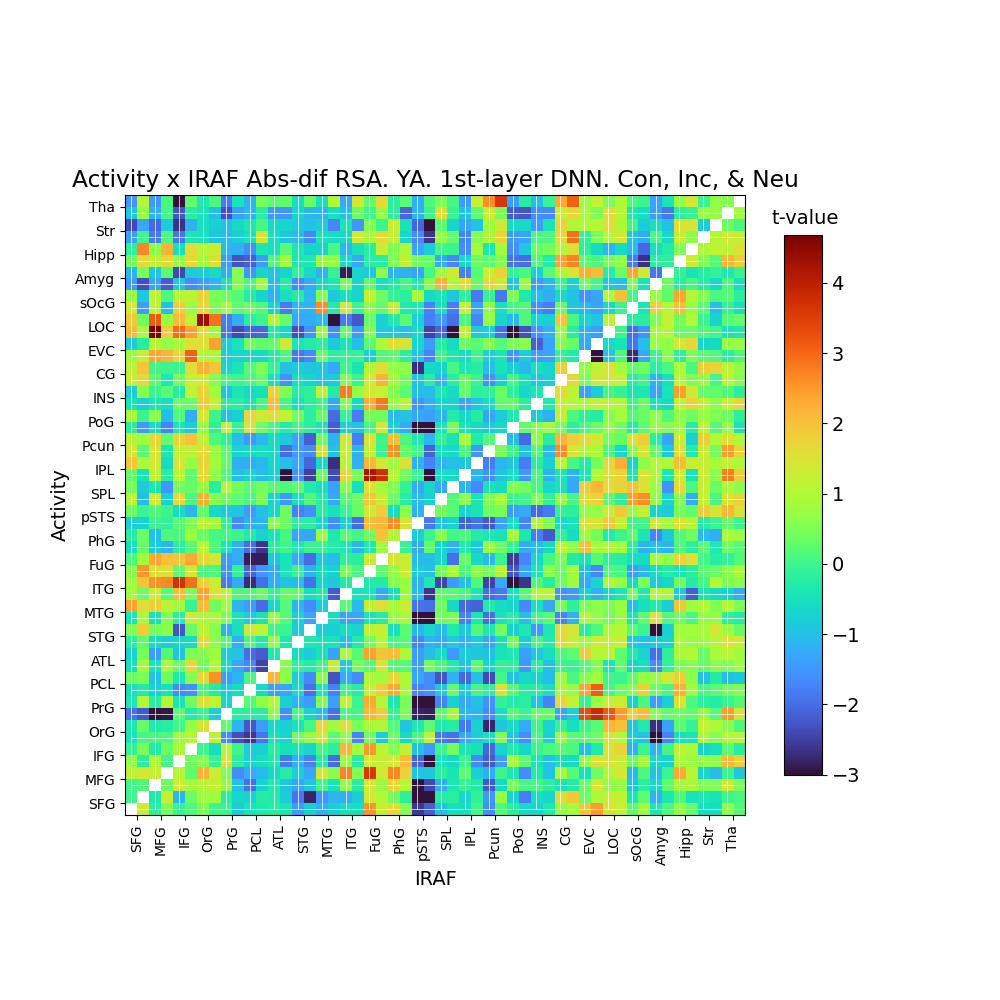 Activity x IRAF Abs-dif RSA. YA. 1st-layer DNN. Con, Inc, & Neu
t-value
Tha
Str
Hipp
Amyg
sOcG
LOC
EVC
CG
INS
PoG
Pcun
IPL
SPL
pSTS
PhG
FuG
ITG
MTG
STG
ATL
PCL
PrG
OrG
IFG
MFG
SFG
Activity
4
3
2
1
0
−1
−2
−3
SFG MFG IFG OrG PrG PCL ATL STG MTG ITG FuG PhG pSTS SPL IPL Pcun PoG INS CG EVC LOC sOcG Amyg Hipp Str Tha
IRAF